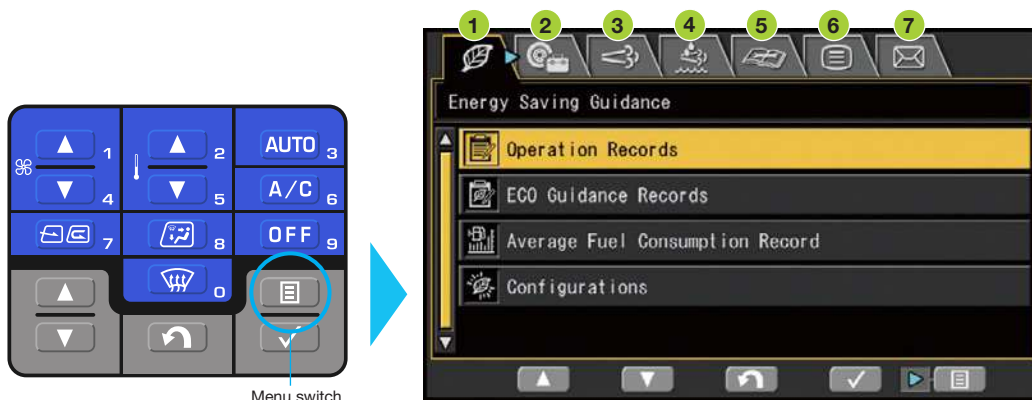 1 2 3 4 5 6 7
Energy Saving Guidance
Operation Records
ECO Guidance Records
Average Fuel Consumption Record
Configurations
1 2 AUTO 3
4 5 A/C 6
7 8 OFF 9
0
Menu switch